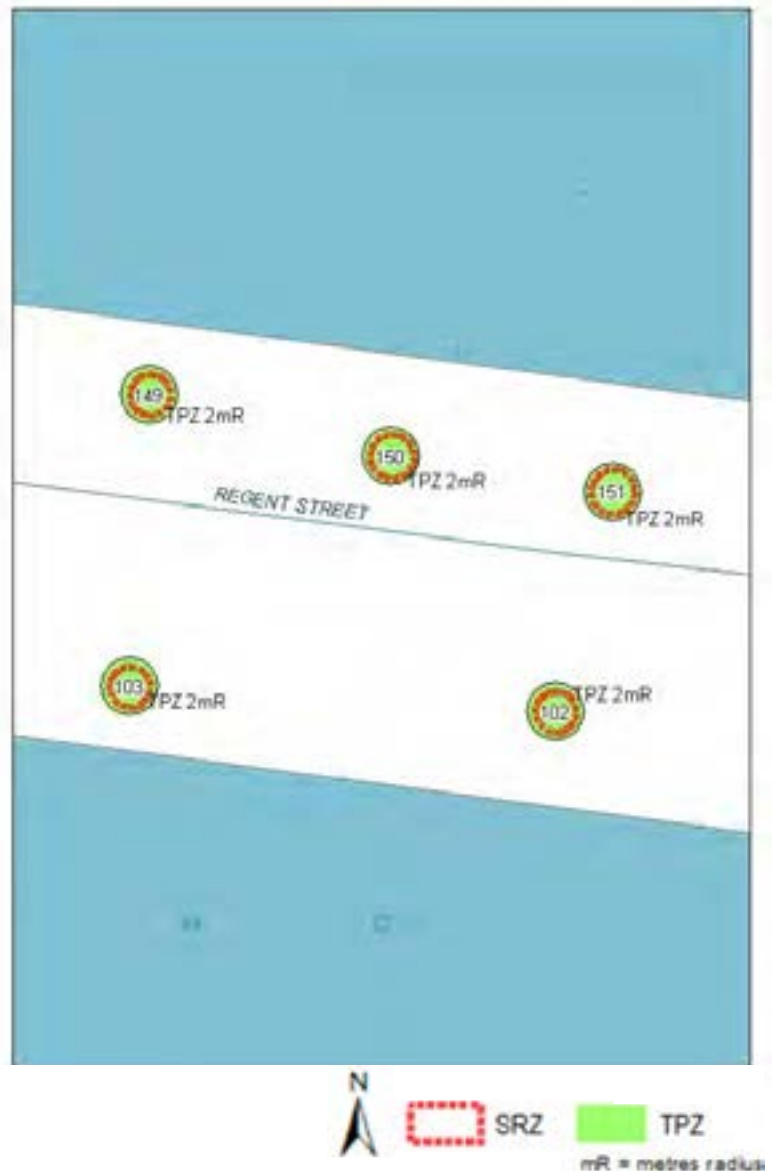 149
TPZ 2mR
150
TPZ 2mR
151
TPZ 2mR
REGENT STREET
103
TPZ 2mR
102
TPZ 2mR
N
SRZ
TPZ
mR = metres radius